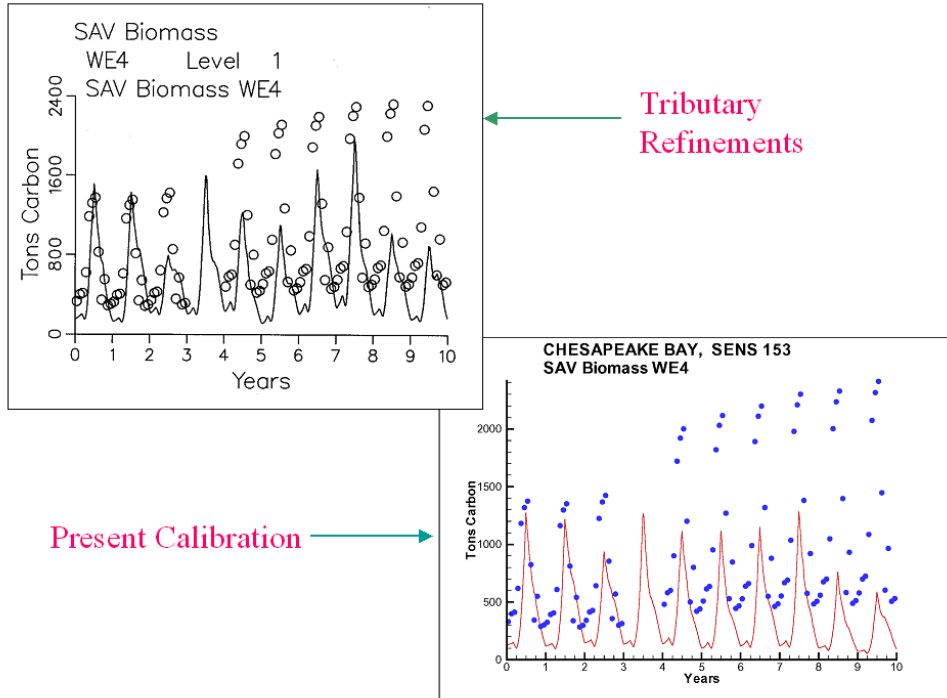 SAV Biomass
WE4 Level 1
SAV Biomass WE4
2400
1600
800
0
Tons Carbon
0 1 2 3 4 5 6 7 8 9 10
Years
Tributary
Refinements
Present Calibration
CHESAPEAKE BAY, SENS 153
SAV Biomass WE4
2000
1500
1000
500
0
Tons Carbon
0 1 2 3 4 5 6 7 8 9 10
Years